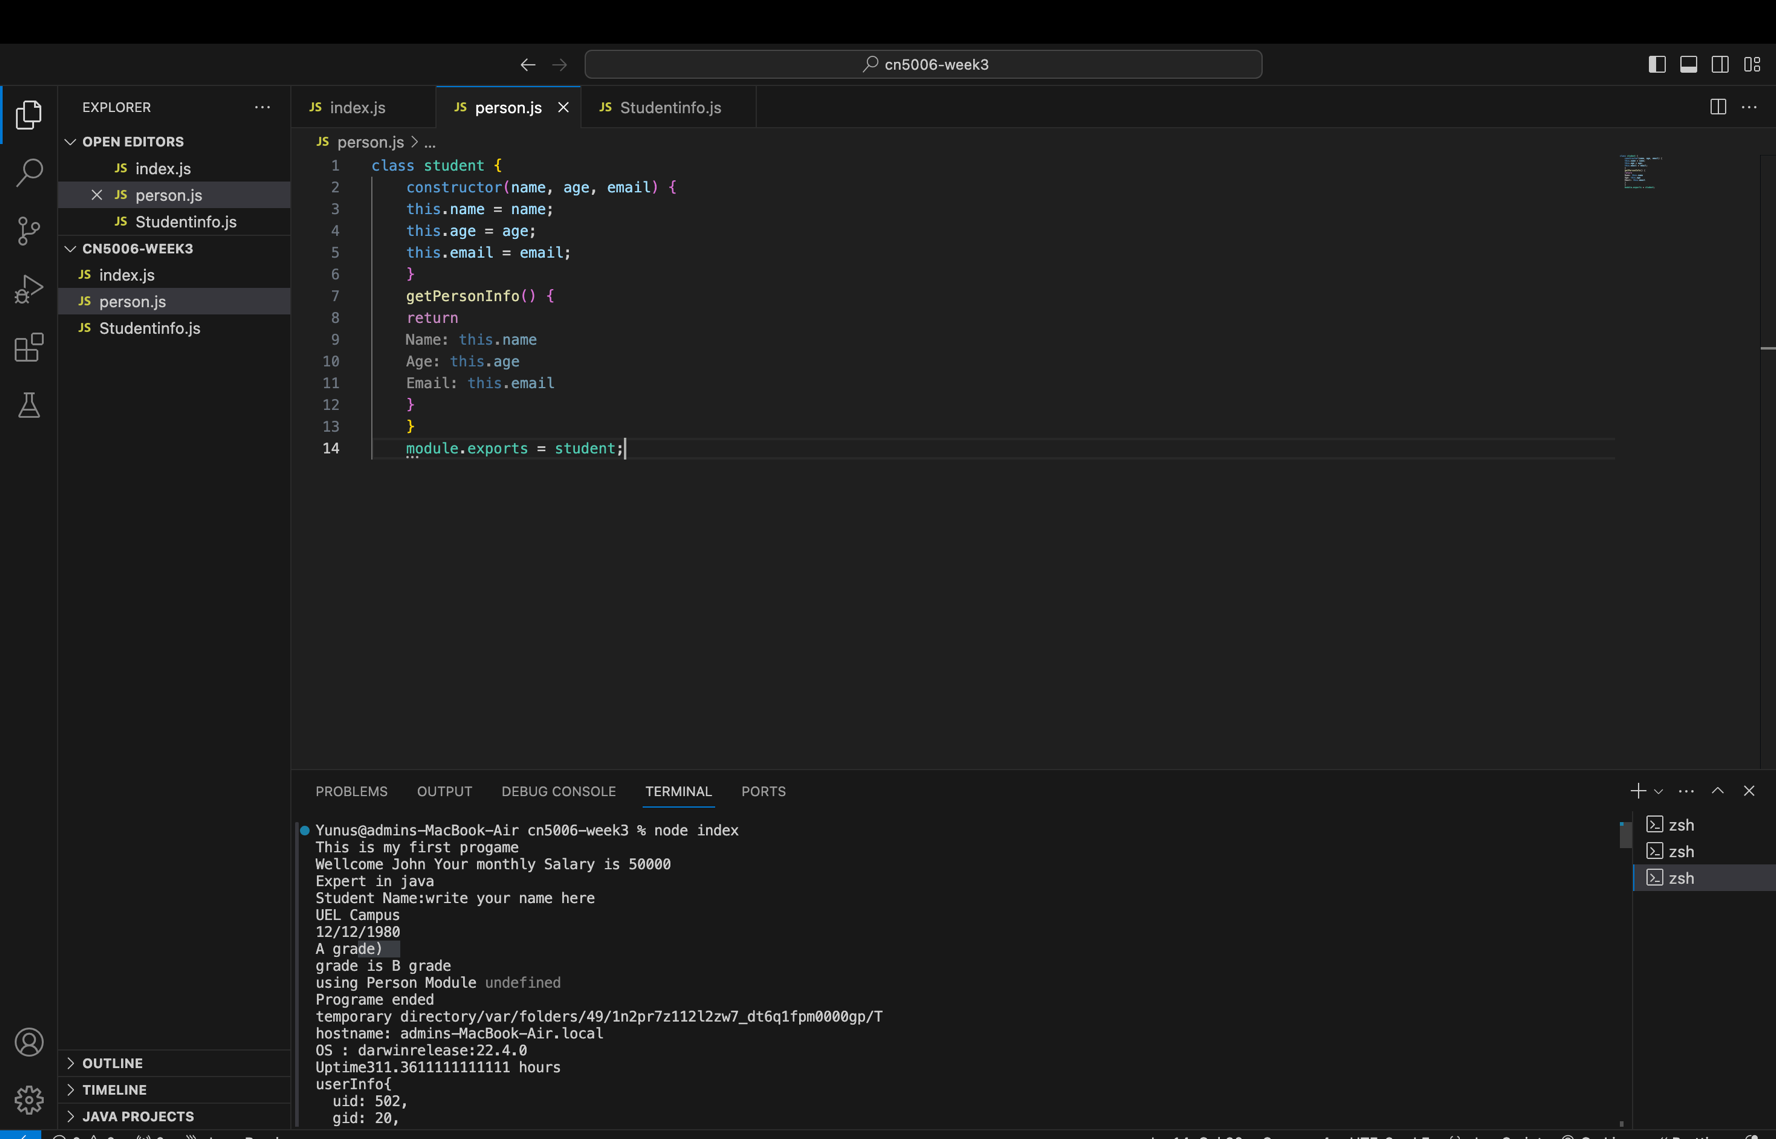 cn5006-week3
EXPLORER
OPEN EDITORS
JS index.js
JS person.js
JS Studentinfo.js
CN5006-WEEK3
JS index.js
JS person.js
JS Studentinfo.js
OUTLINE
TIMELINE
JAVA PROJECTS
JS index.js
JS person.js
JS Studentinfo.js
JS person.js > ...
1 class student {
2 constructor(name, age, email) {
3 this.name = name;
4 this.age = age;
5 this.email = email;
6 }
7 getPersonInfo() {
8 return
9 Name: this.name
10 Age: this.age
11 Email: this.email
12 }
13 }
14 module.exports = student;
PROBLEMS OUTPUT DEBUG CONSOLE TERMINAL PORTS
Yunus@admins-MacBook-Air cn5006-week3 % node index
This is my first progame
Wellcome John Your monthly Salary is 50000
Expert in java
Student Name:write your name here
UEL Campus
12/12/1980
A grade)
grade is B grade
using Person Module undefined
Programe ended
temporary directory/var/folders/49/1n2pr7z112l2zw7_dt6q1fpm0000gp/T
hostname: admins-MacBook-Air.local
OS : darwinrelease:22.4.0
Uptime311.3611111111111 hours
userInfo{
uid: 502,
gid: 20,
zsh
zsh
zsh